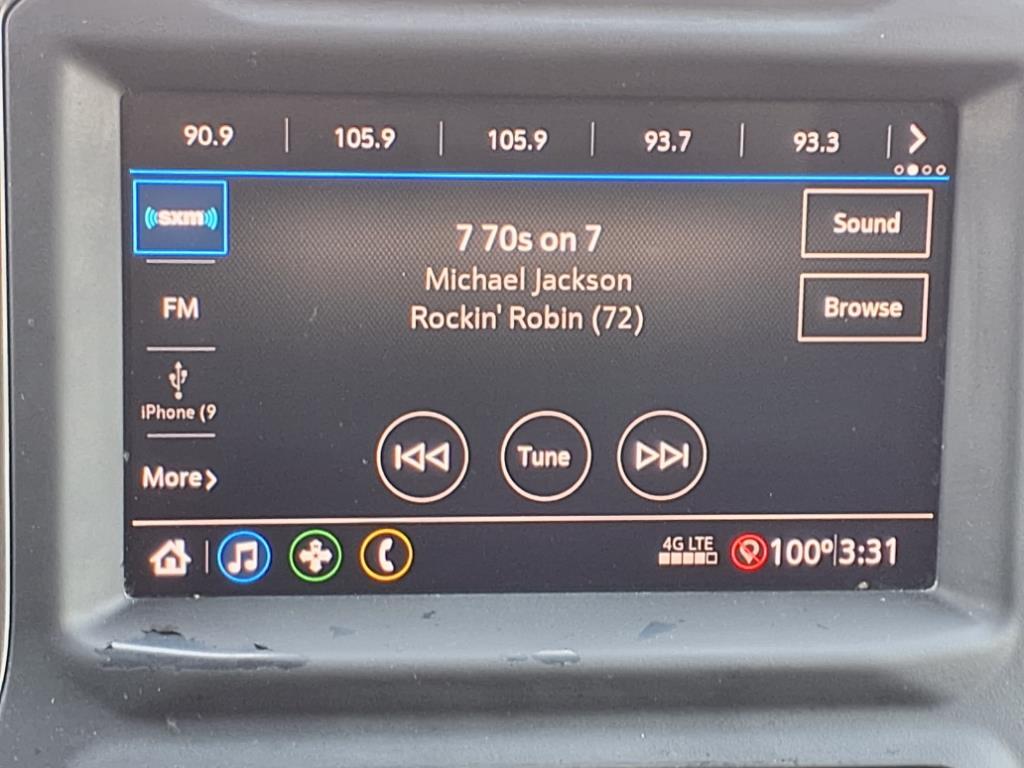 90.9 | 105.9 | 105.9 | 93.7 | 93.3 |
sxm
7 70s on 7
Sound
Michael Jackson
Rockin' Robin (72)
FM
Browse
iPhone (9
More
Tune
4G LTE
100° 3:31